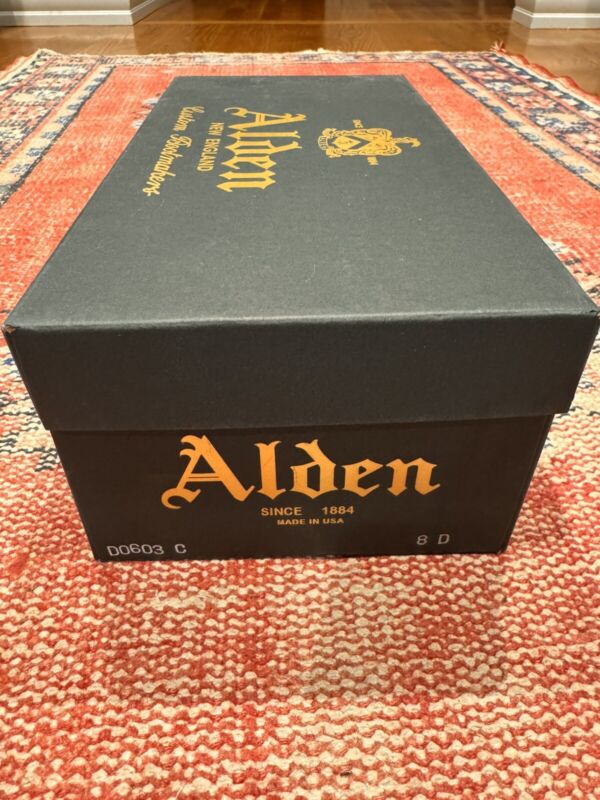 Alden
NEW ENGLAND
Custom Bootmakers
Alden
SINCE 1884
MADE IN USA
D0603 C 8 D